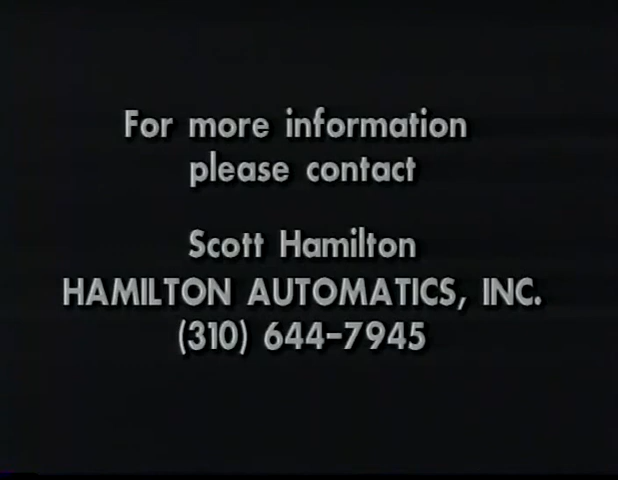 For more information
please contact
Scott Hamilton
HAMILTON AUTOMATICS, INC.
(310) 644-7945